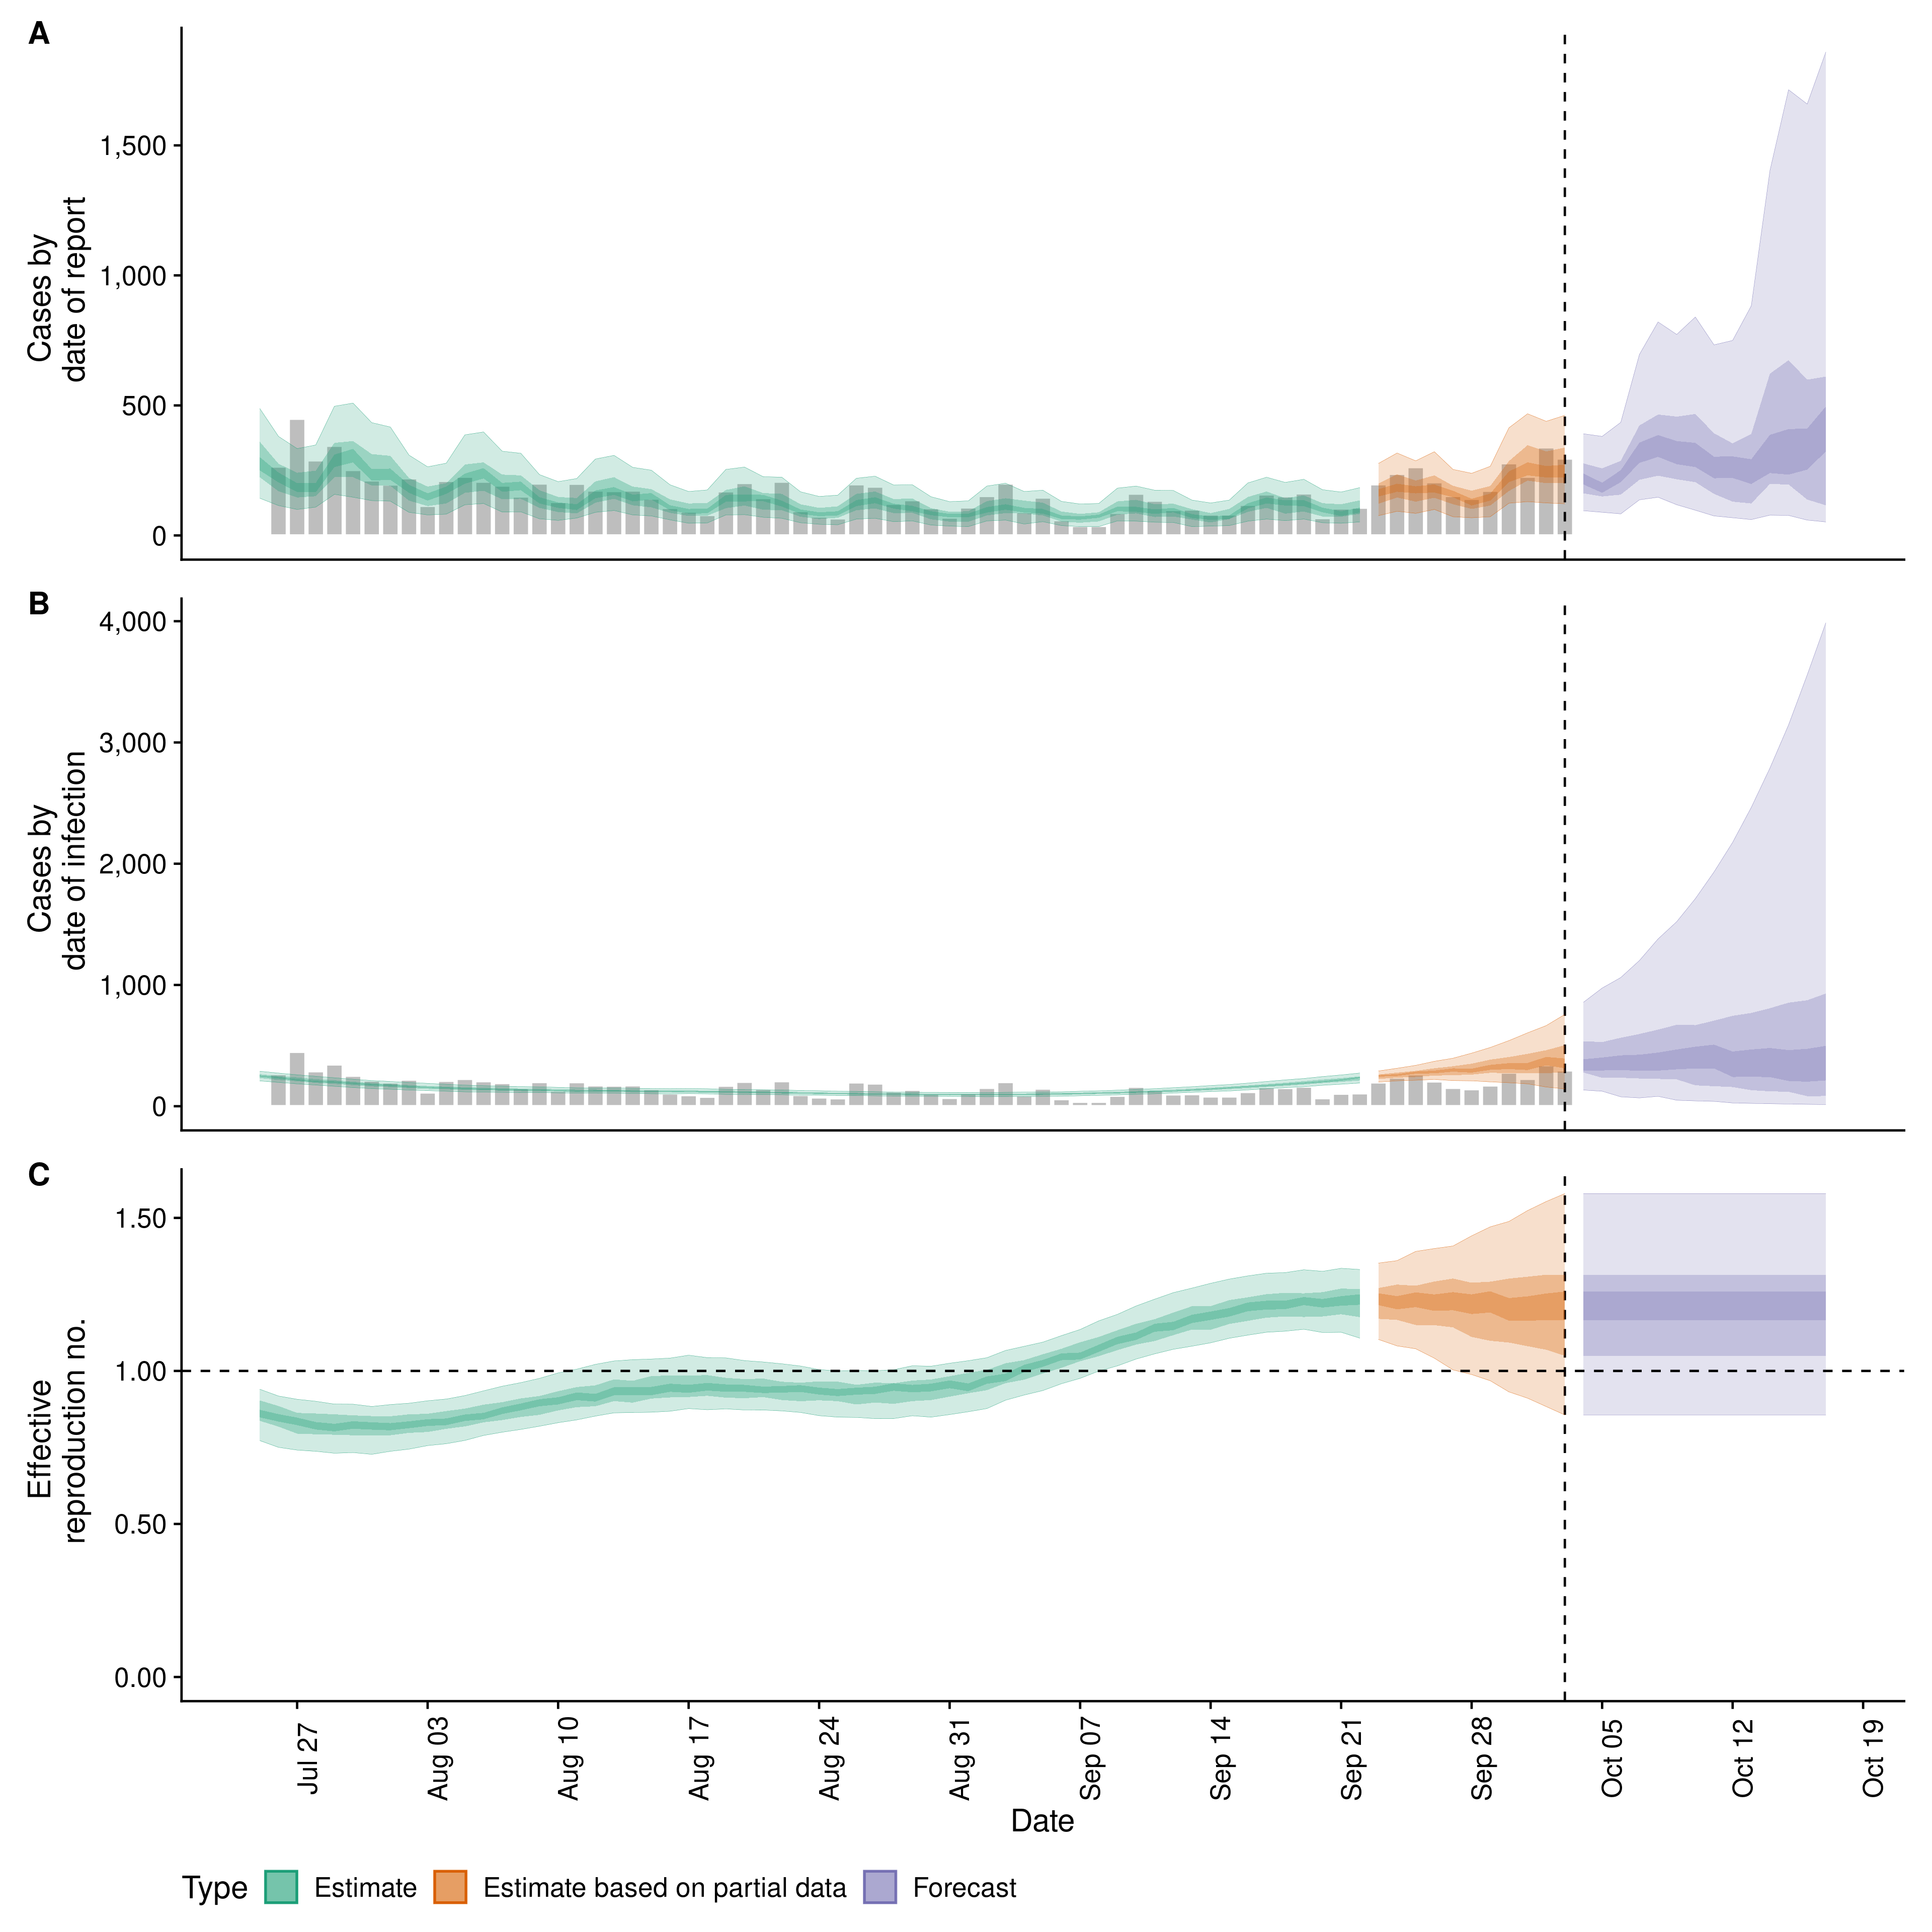 A
Cases by
date of report
1,500
1,000
500
0
B
Cases by
date of infection
4,000
3,000
2,000
1,000
0
C
Effective
reproduction no.
1.50
1.00
0.50
0.00
Jul 27
Aug 03
Aug 10
Aug 17
Aug 24
Aug 31
Sep 07
Sep 14
Sep 21
Sep 28
Oct 05
Oct 12
Oct 19
Date
Type Estimate Estimate based on partial data Forecast